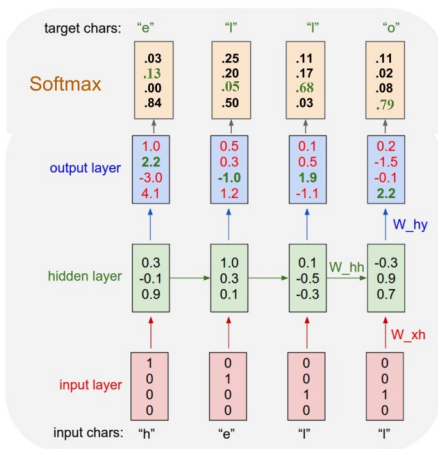 target chars: “e” “l” “l” “o”
Softmax
.03 .25 .11 .11
.13 .20 .17 .02
.00 .05 .68 .08
.84 .50 .03 .79
output layer
1.0 0.5 0.1 0.2
2.2 0.3 0.5 -1.5
-3.0 -1.0 1.9 -0.1
4.1 1.2 -1.1 2.2
W_hy
hidden layer
0.3 1.0 0.1 -0.3
-0.1 0.3 -0.5 0.9
0.9 0.1 -0.3 0.7
W_hh
W_xh
input layer
1 0 0 0
0 1 0 0
0 0 1 1
0 0 0 0
input chars: “h” “e” “l” “l”